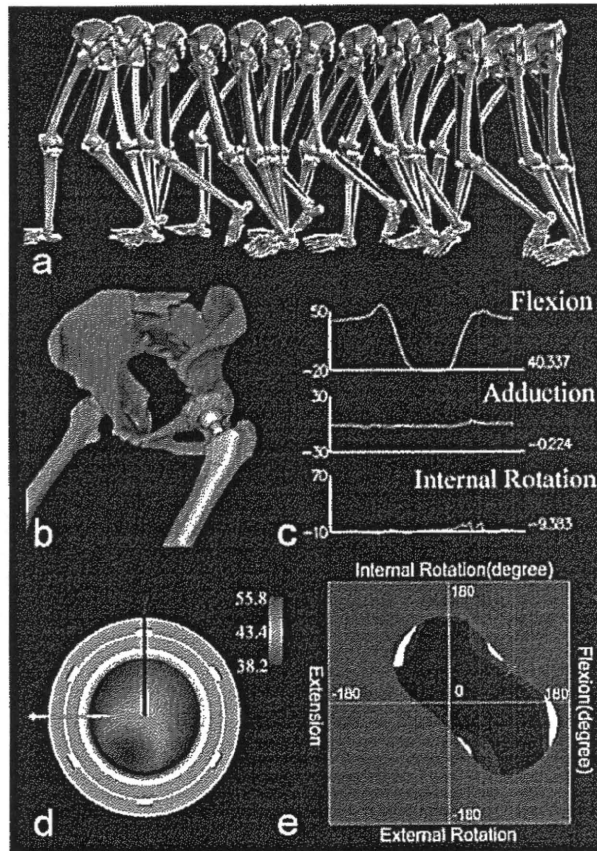 a
b
c
50
Flexion
-20
40.337
30
Adduction
-30
-0.224
70
Internal Rotation
-10
-9.383
d
55.8
43.4
38.2
e
Internal Rotation(degree)
180
Extension
-180
0
180
Flexion(degree)
-180
External Rotation